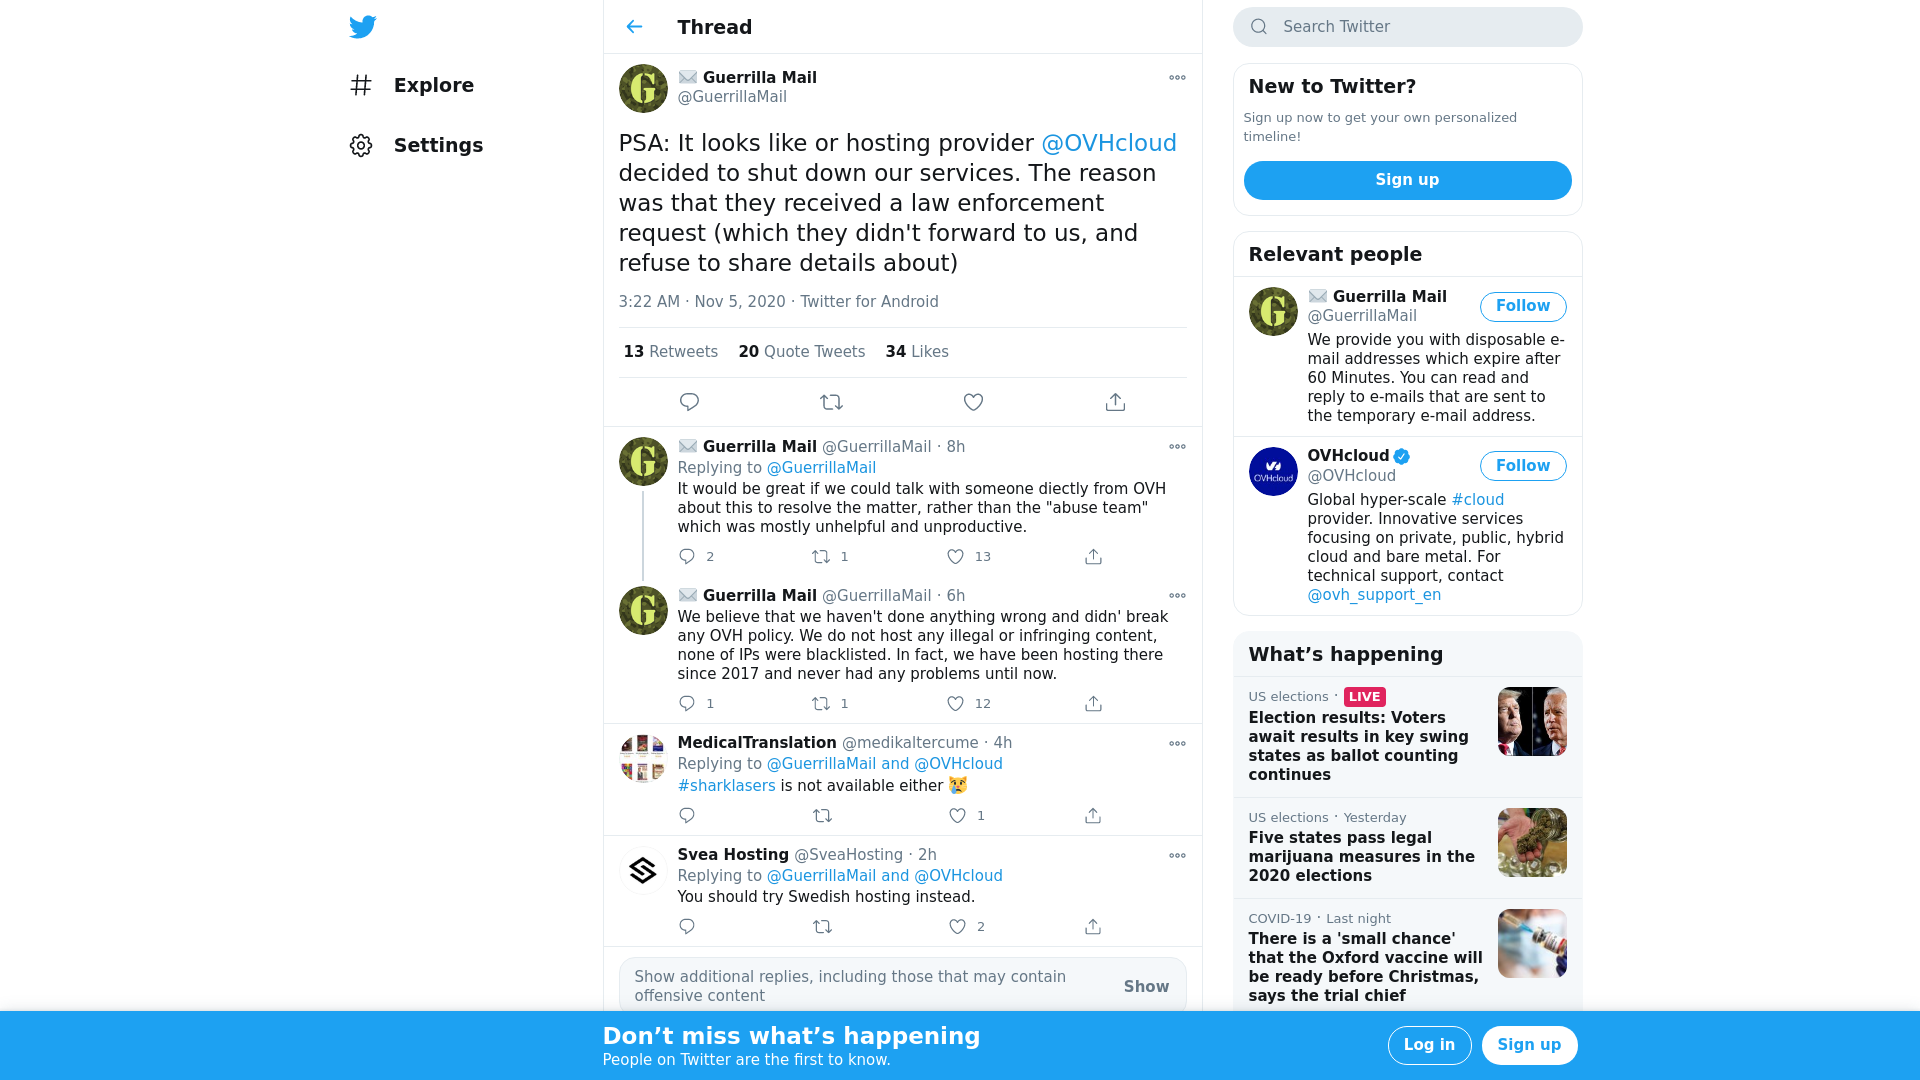 Explore
Settings
Thread
Guerrilla Mail
@GuerrillaMail
PSA: It looks like or hosting provider @OVHcloud
decided to shut down our services. The reason
was that they received a law enforcement
request (which they didn't forward to us, and
refuse to share details about)
3:22 AM · Nov 5, 2020 · Twitter for Android
13 Retweets 20 Quote Tweets 34 Likes
Guerrilla Mail @GuerrillaMail · 8h
Replying to @GuerrillaMail
It would be great if we could talk with someone diectly from OVH
about this to resolve the matter, rather than the "abuse team"
which was mostly unhelpful and unproductive.
2 1 13
Guerrilla Mail @GuerrillaMail · 6h
We believe that we haven't done anything wrong and didn' break
any OVH policy. We do not host any illegal or infringing content,
none of IPs were blacklisted. In fact, we have been hosting there
since 2017 and never had any problems until now.
1 1 12
MedicalTranslation @medikaltercume · 4h
Replying to @GuerrillaMail and @OVHcloud
#sharklasers is not available either 😿
1
Svea Hosting @SveaHosting · 2h
Replying to @GuerrillaMail and @OVHcloud
You should try Swedish hosting instead.
2
Show additional replies, including those that may contain
offensive content
Show
Search Twitter
New to Twitter?
Sign up now to get your own personalized
timeline!
Sign up
Relevant people
Guerrilla Mail
@GuerrillaMail
Follow
We provide you with disposable e-
mail addresses which expire after
60 Minutes. You can read and
reply to e-mails that are sent to
the temporary e-mail address.
OVHcloud
OVHcloud
@OVHcloud
Follow
Global hyper-scale #cloud
provider. Innovative services
focusing on private, public, hybrid
cloud and bare metal. For
technical support, contact
@ovh_support_en
What’s happening
US elections · LIVE
Election results: Voters
await results in key swing
states as ballot counting
continues
US elections · Yesterday
Five states pass legal
marijuana measures in the
2020 elections
COVID-19 · Last night
There is a 'small chance'
that the Oxford vaccine will
be ready before Christmas,
says the trial chief
Don’t miss what’s happening
People on Twitter are the first to know.
Log in
Sign up